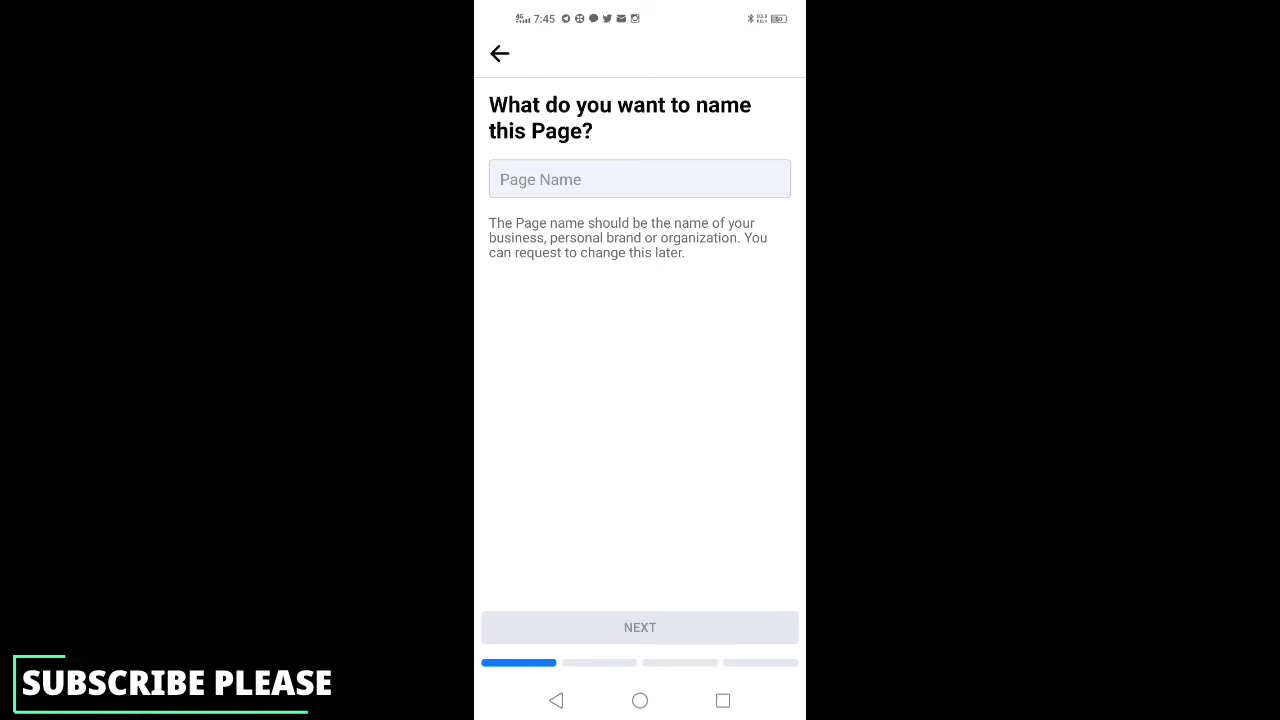 7:45
What do you want to name
this Page?
Page Name
The Page name should be the name of your
business, personal brand or organization. You
can request to change this later.
NEXT
SUBSCRIBE PLEASE